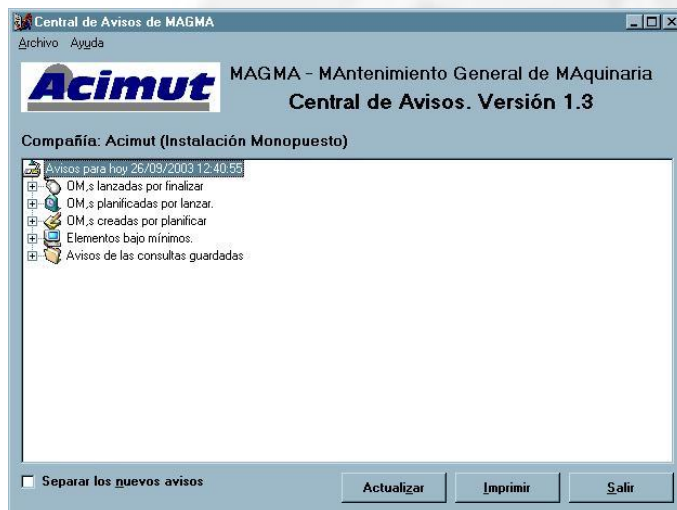 Central de Avisos de MAGMA
Archivo Ayuda
Acimut
MAGMA - MAntenimiento General de MAquinaria
Central de Avisos. Versión 1.3
Compañía: Acimut (Instalación Monopuesto)
Avisos para hoy 26/09/2003 12:40:55
OM,s lanzadas por finalizar
OM,s planificadas por lanzar.
OM,s creadas por planificar
Elementos bajo mínimos.
Avisos de las consultas guardadas
Separar los nuevos avisos
Actualizar Imprimir Salir